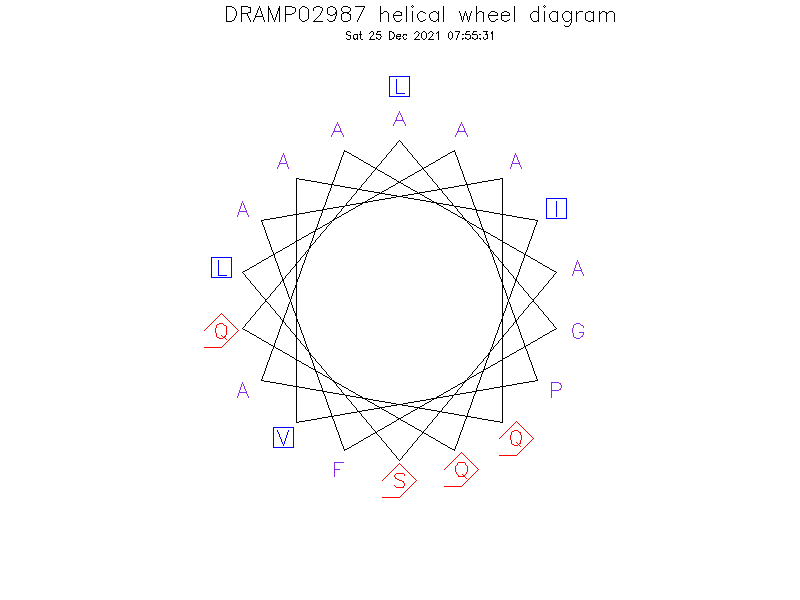 DRAMP02987 helical wheel diagram
Sat 25 Dec 2021 07:55:31
L
A
A A
A A
A I
L A
Q G
A P
V Q
F S Q